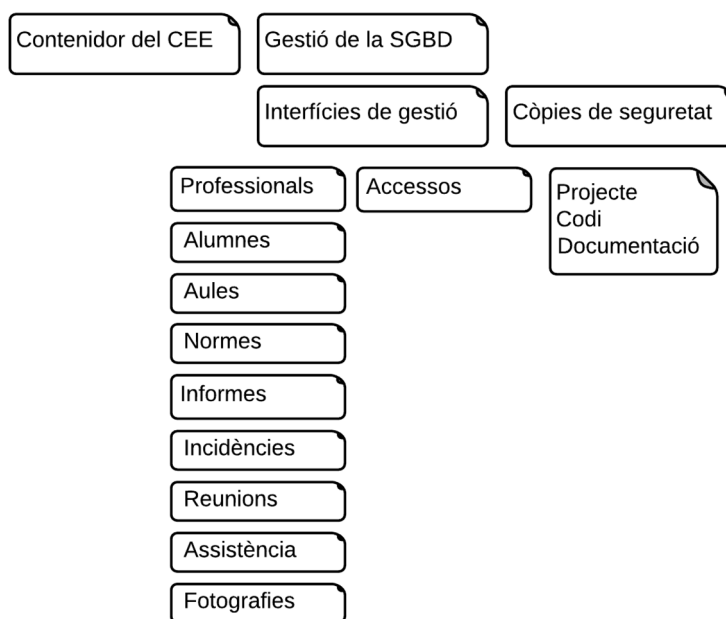 Contenidor del CEE
Gestió de la SGBD
Interfícies de gestió
Còpies de seguretat
Professionals
Accessos
Projecte
Codi
Documentació
Alumnes
Aules
Normes
Informes
Incidències
Reunions
Assistència
Fotografies